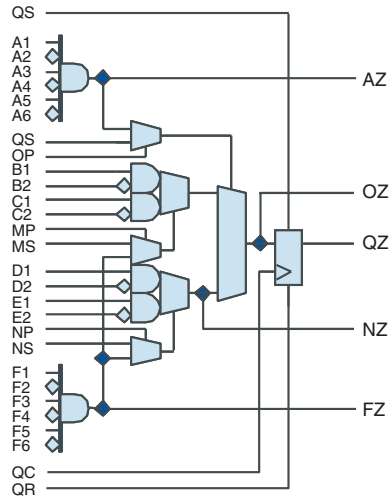 QS
A1
A2
A3
A4
A5
A6
AZ
QS
OP
B1
B2
C1
C2
MP
MS
OZ
QZ
D1
D2
E1
E2
NP
NS
NZ
F1
F2
F3
F4
F5
F6
FZ
QC
QR